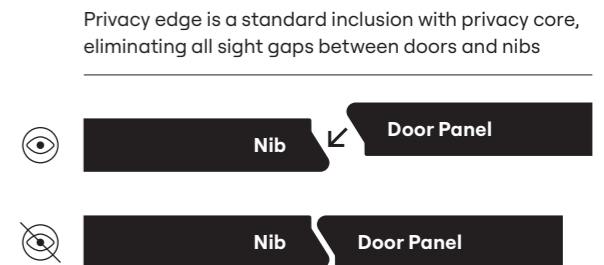 Privacy edge is a standard inclusion with privacy core,
eliminating all sight gaps between doors and nibs
Door Panel
Nib
Nib Door Panel